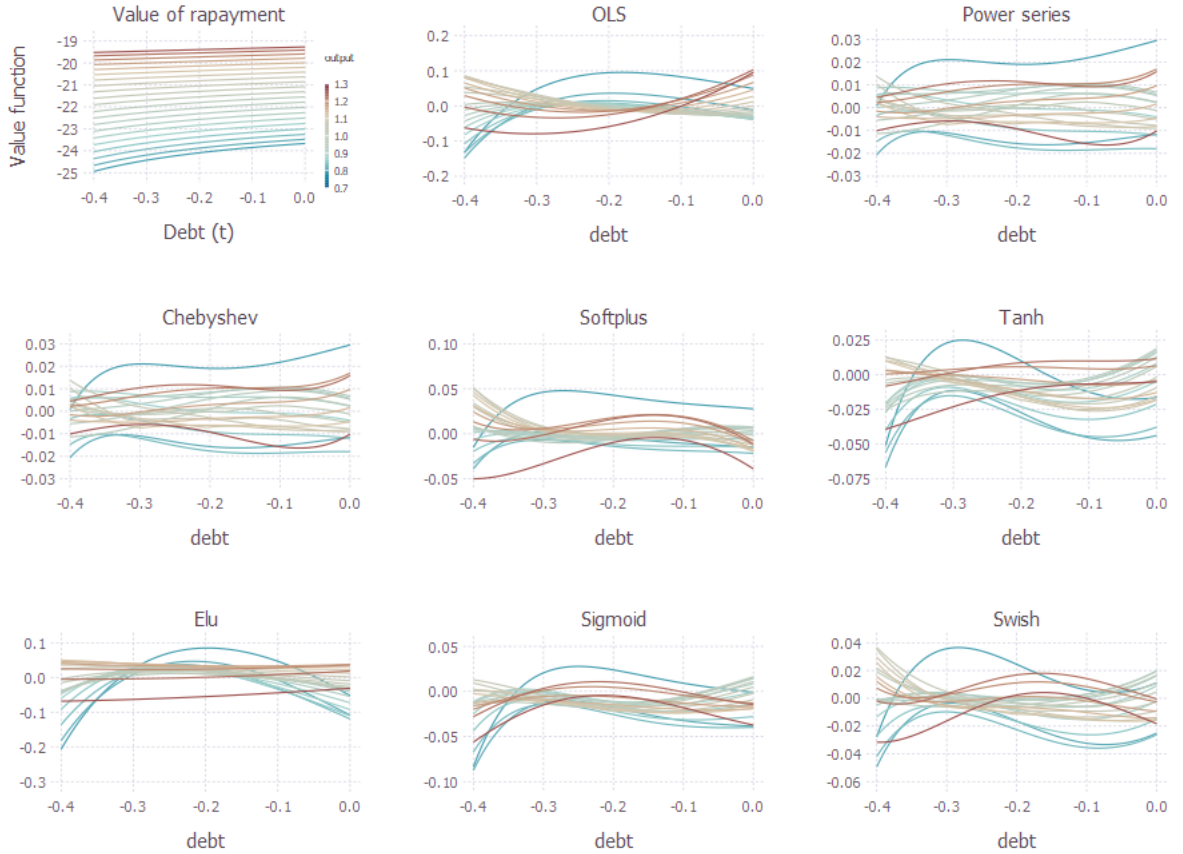 Value of rapayment
OLS
Power series
Value function
-19
-20
-21
-22
-23
-24
-25
output
1.3
1.2
1.1
1.0
0.9
0.8
0.7
-0.4 -0.3 -0.2 -0.1 0.0
Debt (t)
0.2
0.1
0.0
-0.1
-0.2
-0.4 -0.3 -0.2 -0.1 0.0
debt
0.03
0.02
0.01
0.00
-0.01
-0.02
-0.03
-0.4 -0.3 -0.2 -0.1 0.0
debt
Chebyshev
Softplus
Tanh
0.03
0.02
0.01
0.00
-0.01
-0.02
-0.03
-0.4 -0.3 -0.2 -0.1 0.0
debt
0.10
0.05
0.00
-0.05
-0.4 -0.3 -0.2 -0.1 0.0
debt
0.025
0.000
-0.025
-0.050
-0.075
-0.4 -0.3 -0.2 -0.1 0.0
debt
Elu
Sigmoid
Swish
0.1
0.0
-0.1
-0.2
-0.3
-0.4 -0.3 -0.2 -0.1 0.0
debt
0.05
0.00
-0.05
-0.10
-0.4 -0.3 -0.2 -0.1 0.0
debt
0.04
0.02
0.00
-0.02
-0.04
-0.06
-0.4 -0.3 -0.2 -0.1 0.0
debt